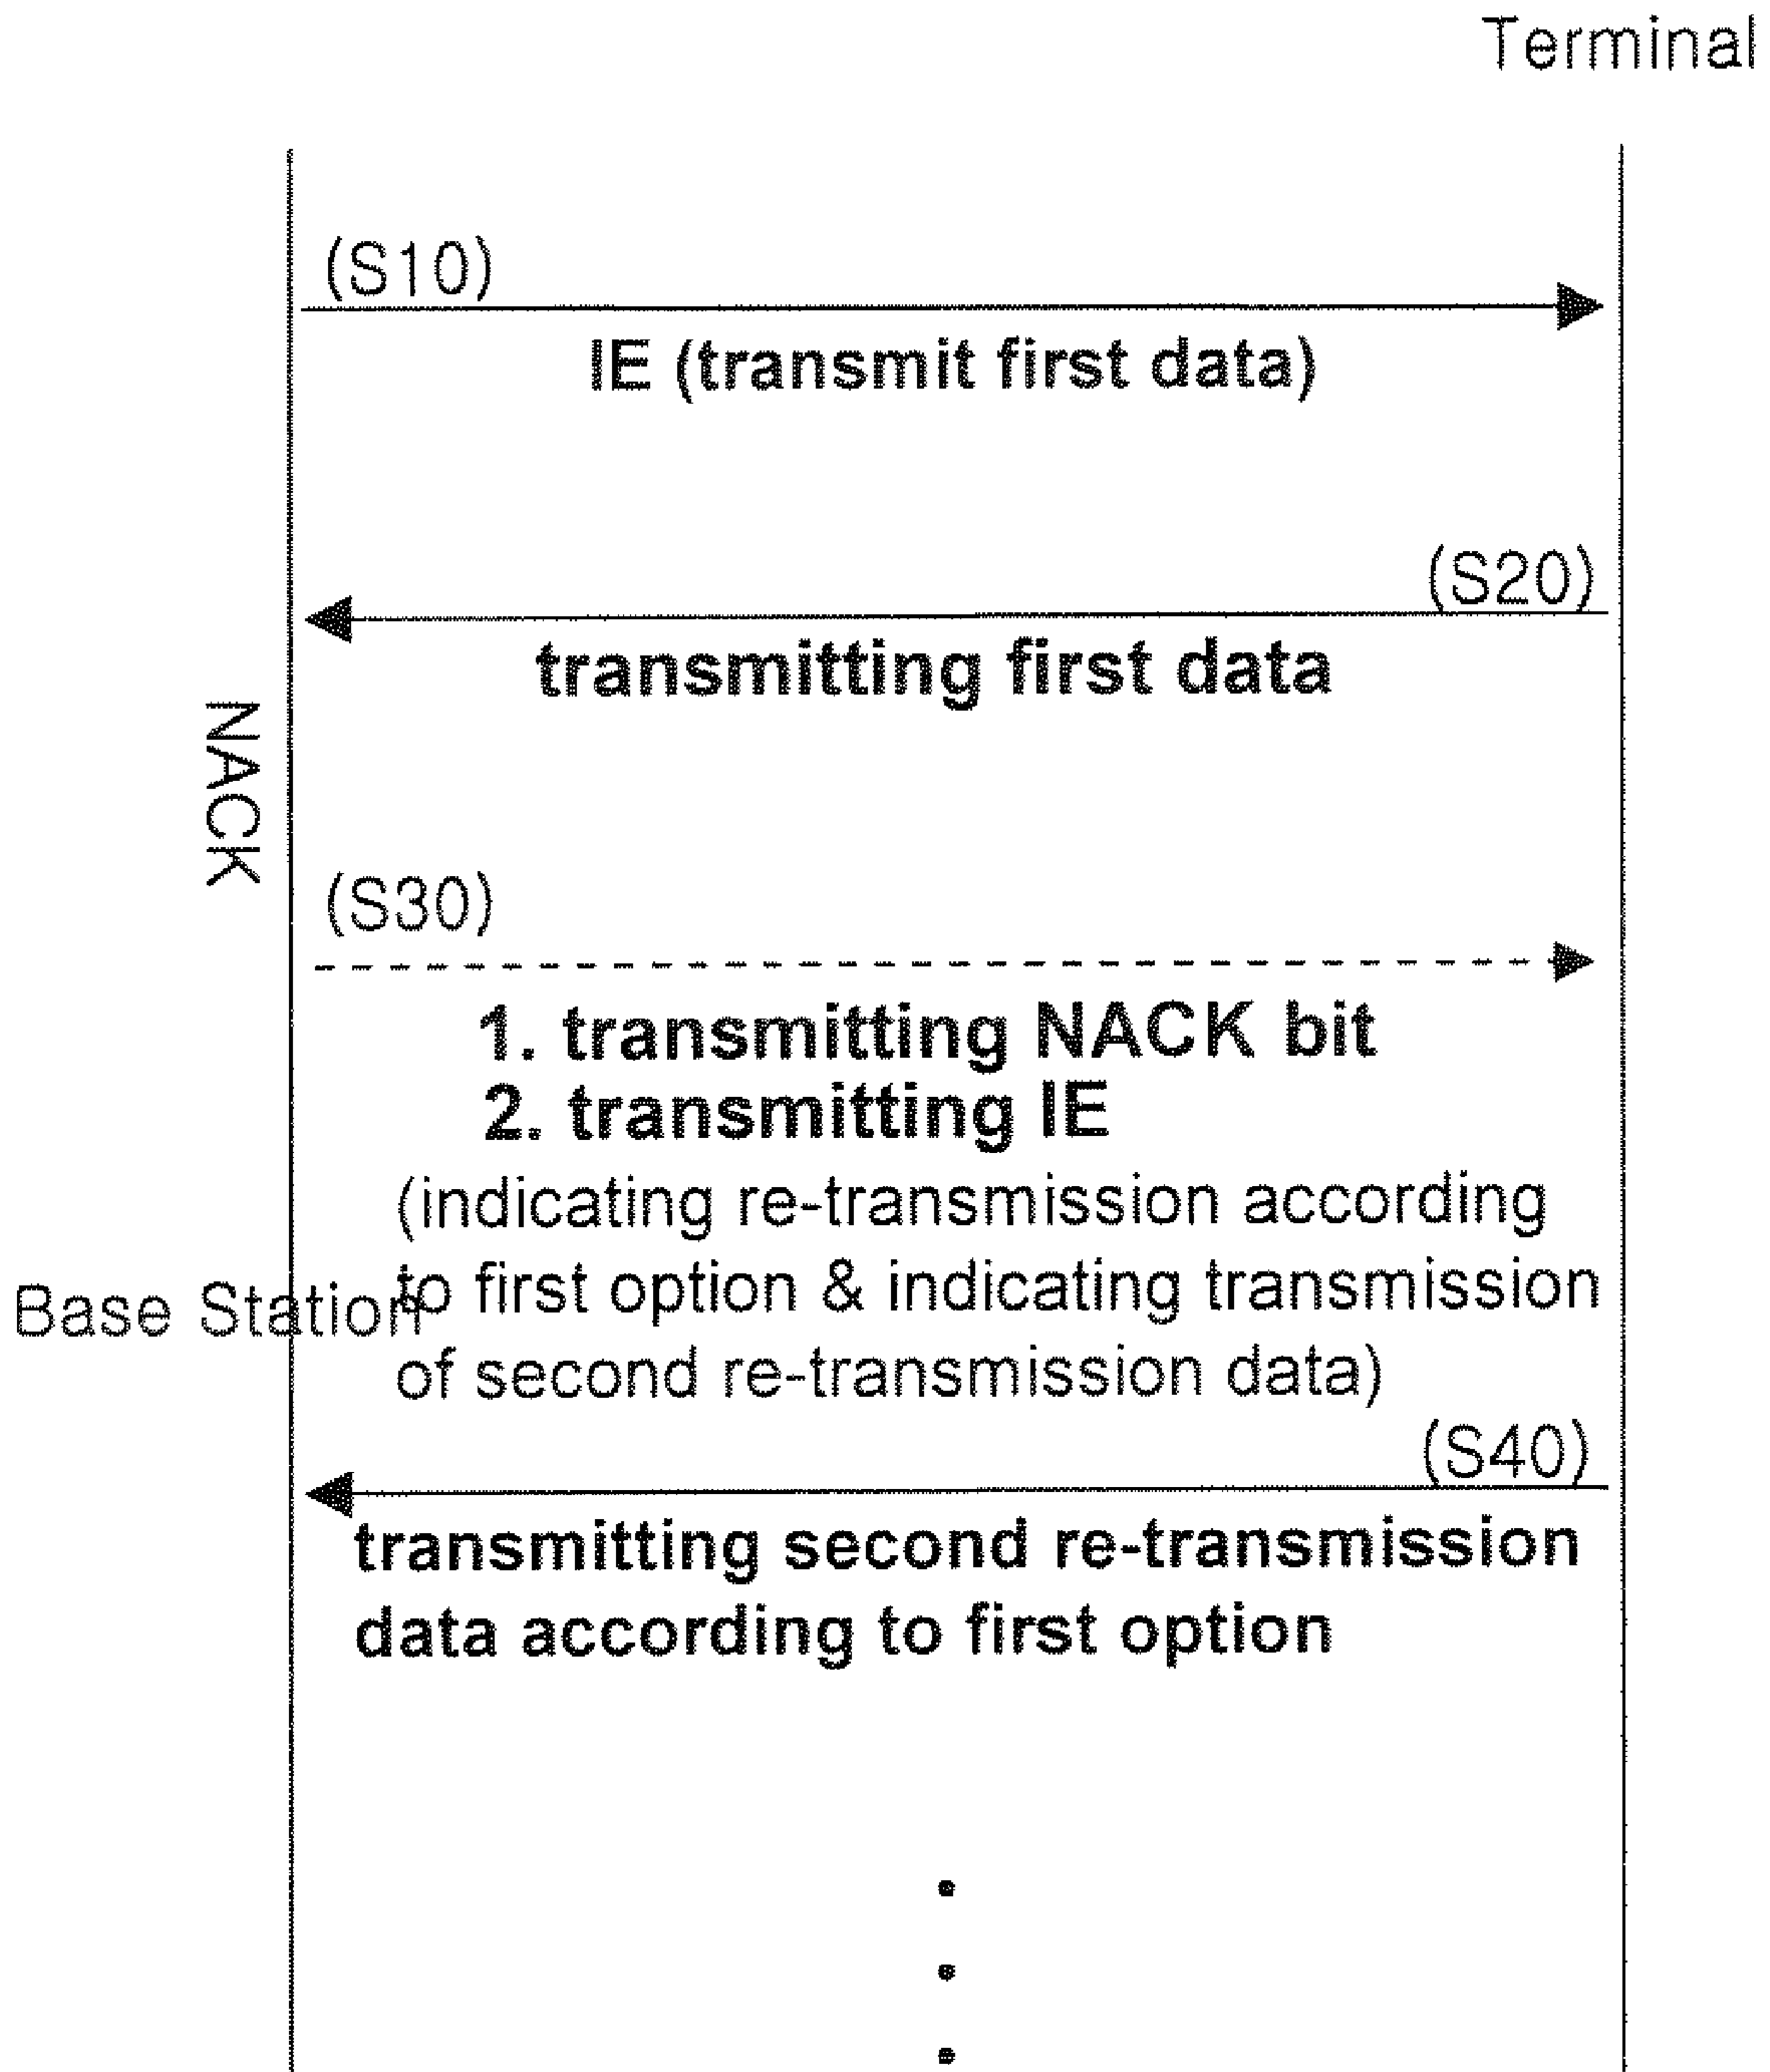 Terminal
(S10)
IE (transmit first data)
(S20)
transmitting first data
NACK
(S30)
1. transmitting NACK bit
2. transmitting IE
(indicating re-transmission according
to first option & indicating transmission
Base Station
of second re-transmission data)
(S40)
transmitting second re-transmission
data according to first option